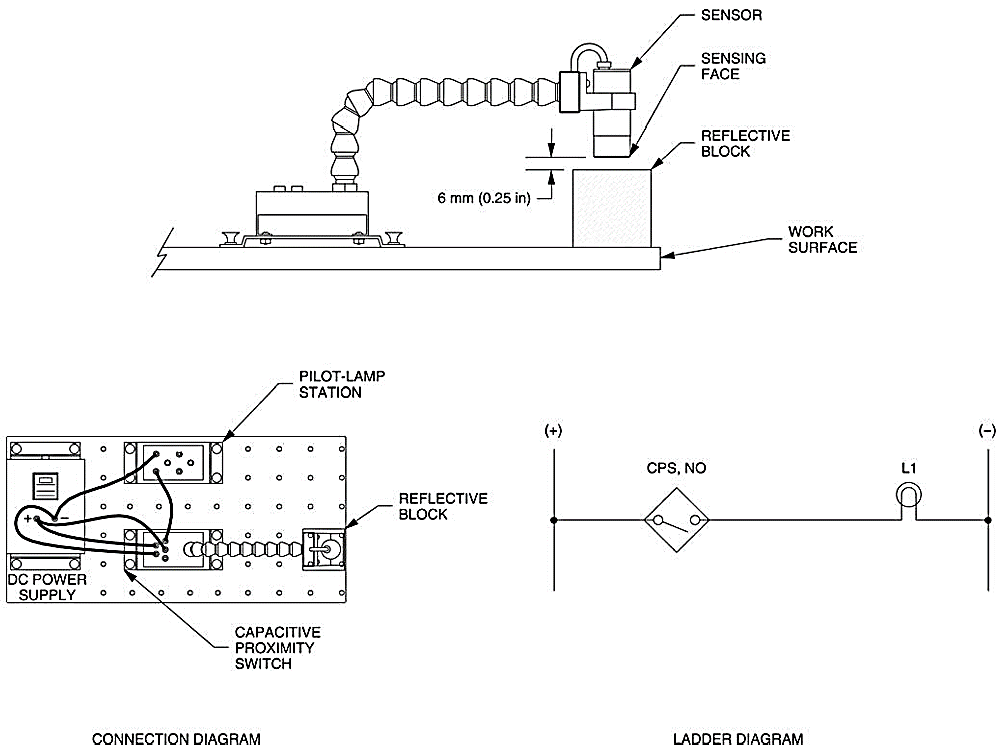 SENSOR
SENSING
FACE
REFLECTIVE
BLOCK
6 mm (0.25 in)
WORK
SURFACE
PILOT-LAMP
STATION
(+)
(–)
CPS, NO
L1
REFLECTIVE
BLOCK
+ –
DC POWER
SUPPLY
CAPACITIVE
PROXIMITY
SWITCH
CONNECTION DIAGRAM
LADDER DIAGRAM